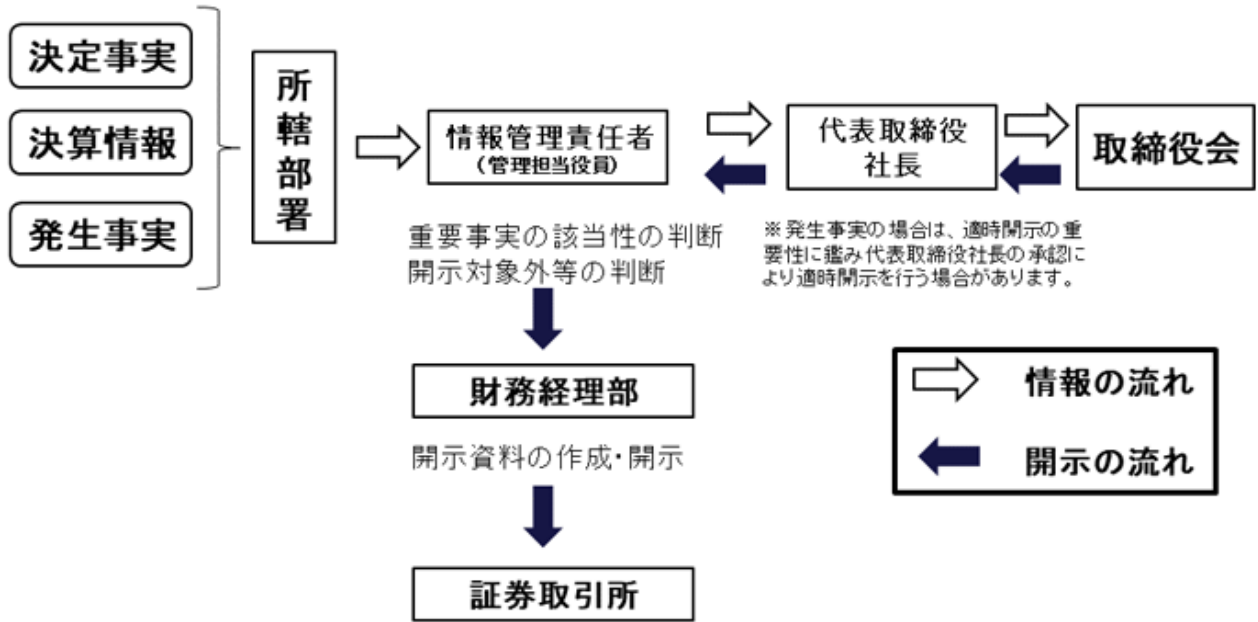 決定事実
決算情報
発生事実
所轄部署
情報管理責任者
(管理担当役員)
代表取締役
社長
取締役会
重要事実の該当性の判断
開示対象外等の判断
※発生事実の場合は、適時開示の重
要性に鑑み代表取締役社長の承認に
より適時開示を行う場合があります。
財務経理部
開示資料の作成・開示
証券取引所
情報の流れ
開示の流れ